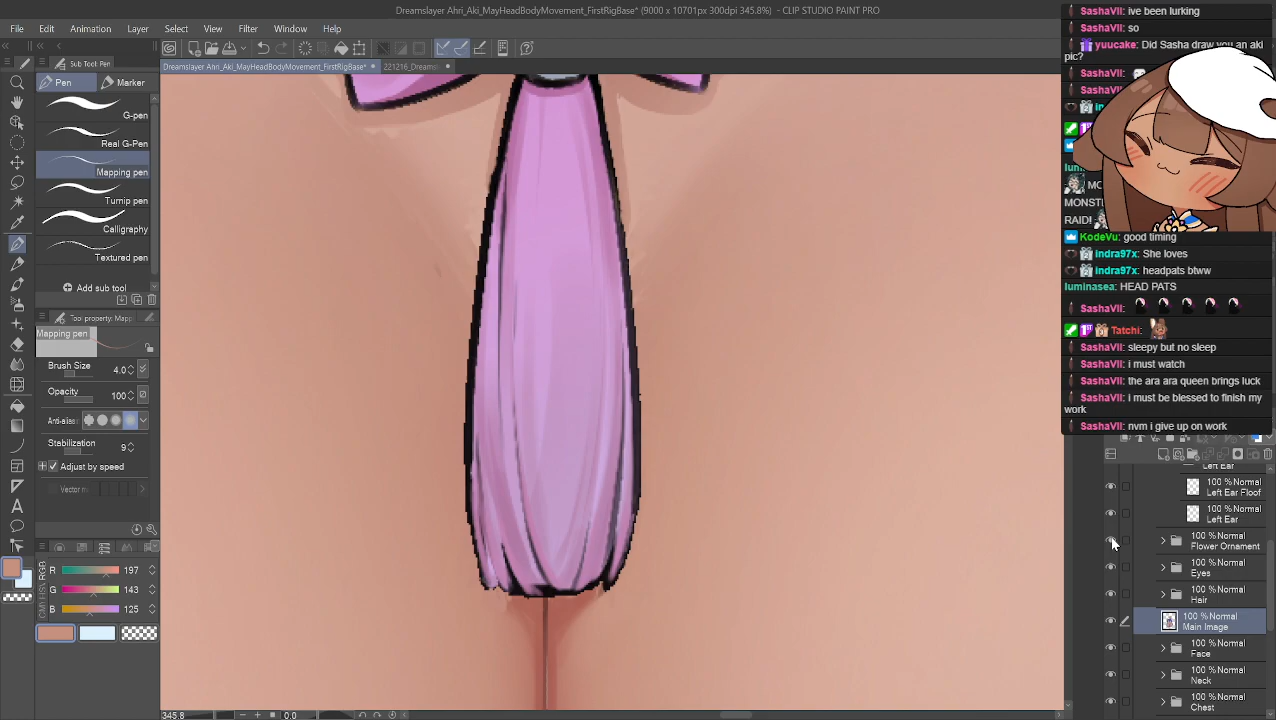 Dreamslayer Ahri_Aki_MayHeadBodyMovement_FirstRigBase* (9000 x 10701px 300dpi 345.8%) - CLIP STUDIO PAINT PRO
File Edit Animation Layer Select View Filter Window Help
Dreamslayer Ahri_Aki_MayHeadBodyMovement_FirstRigBase*
221216_Dreams
Sub Tool Pen
Pen
Marker
G-pen
Real G-Pen
Mapping pen
Turnip pen
Calligraphy
Textured pen
Add sub tool
Tool property: Mapp
Mapping pen
Brush Size 4.0
Opacity 100
Anti-alias
Stabilization 9
Adjust by speed
Vector m
R 197
G 143
B 125
345.8
0.0
SashaVII: ive been lurking
SashaVII: so
yuucake: Did Sasha draw you an aki
pic?
SashaVII:
MONSTER
RAID!
KodeVu: good timing
indra97x: She loves
indra97x: headpats btww
luminasea: HEAD PATS
SashaVII:
Tatchi:
SashaVII: sleepy but no sleep
SashaVII: i must watch
SashaVII: the ara ara queen brings luck
SashaVII: i must be blessed to finish my
work
SashaVII: nvm i give up on work
Left Ear
100 % Normal
Left Ear Floof
100 % Normal
Left Ear
100 % Normal
Flower Ornament
100 % Normal
Eyes
100 % Normal
Hair
100 % Normal
Main Image
100 % Normal
Face
100 % Normal
Neck
100 % Normal
Chest